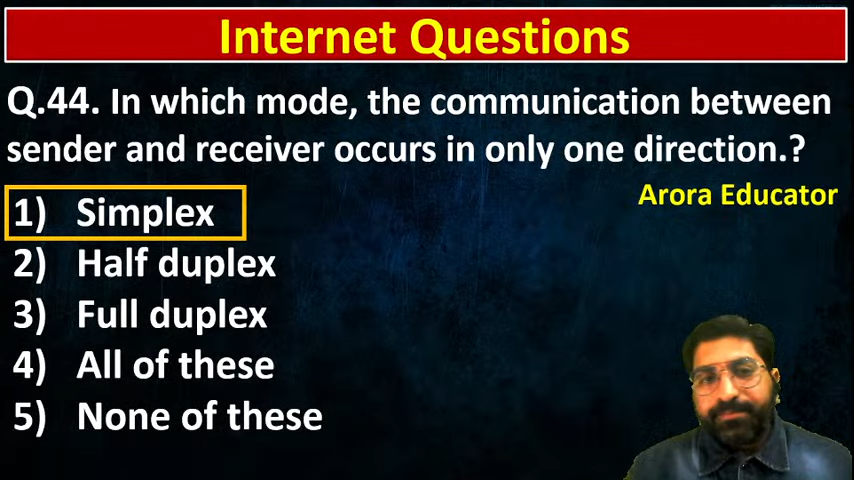 Internet Questions
Q.44. In which mode, the communication between
sender and receiver occurs in only one direction.?
Arora Educator
1) Simplex
2) Half duplex
3) Full duplex
4) All of these
5) None of these